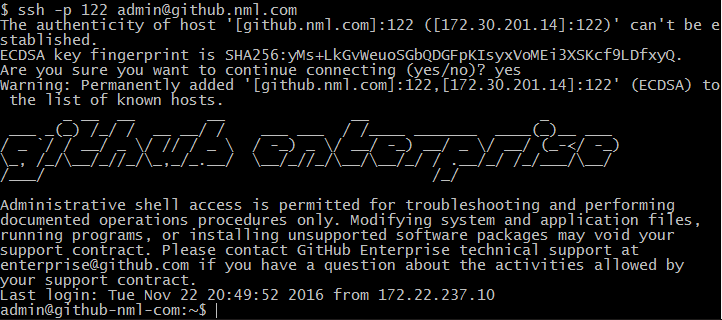 $ ssh -p 122 admin@github.nml.com
The authenticity of host '[github.nml.com]:122 ([172.30.201.14]:122)' can't be e
stablished.
ECDSA key fingerprint is SHA256:yMs+LkGvWeuoSGbQDGFpKIsyxVoMEi3XSKcf9LDfxyQ.
Are you sure you want to continue connecting (yes/no)? yes
Warning: Permanently added '[github.nml.com]:122,[172.30.201.14]:122' (ECDSA) to
 the list of known hosts.
github enterprise
Administrative shell access is permitted for troubleshooting and performing
documented operations procedures only. Modifying system and application files,
running programs, or installing unsupported software packages may void your
support contract. Please contact GitHub Enterprise technical support at
enterprise@github.com if you have a question about the activities allowed by
your support contract.
Last login: Tue Nov 22 20:49:52 2016 from 172.22.237.10
admin@github-nml-com:~$